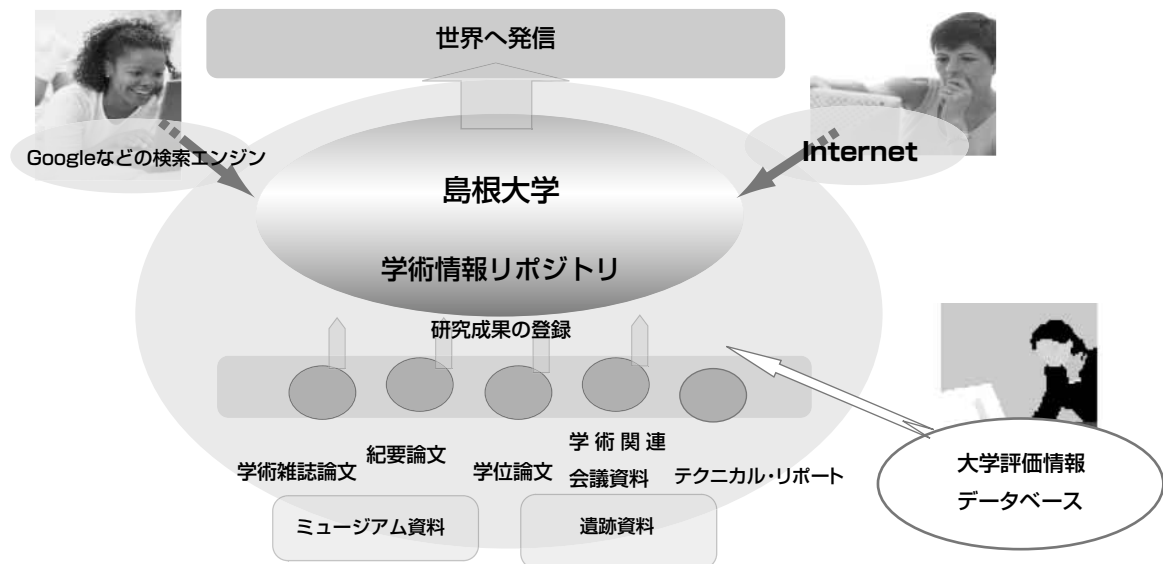 世界へ発信
Googleなどの検索エンジン
Internet
島根大学
学術情報リポジトリ
研究成果の登録
学術雑誌論文
紀要論文
学位論文
学 術 関 連
会議資料
テクニカル・リポート
ミュージアム資料
遺跡資料
大学評価情報
データベース